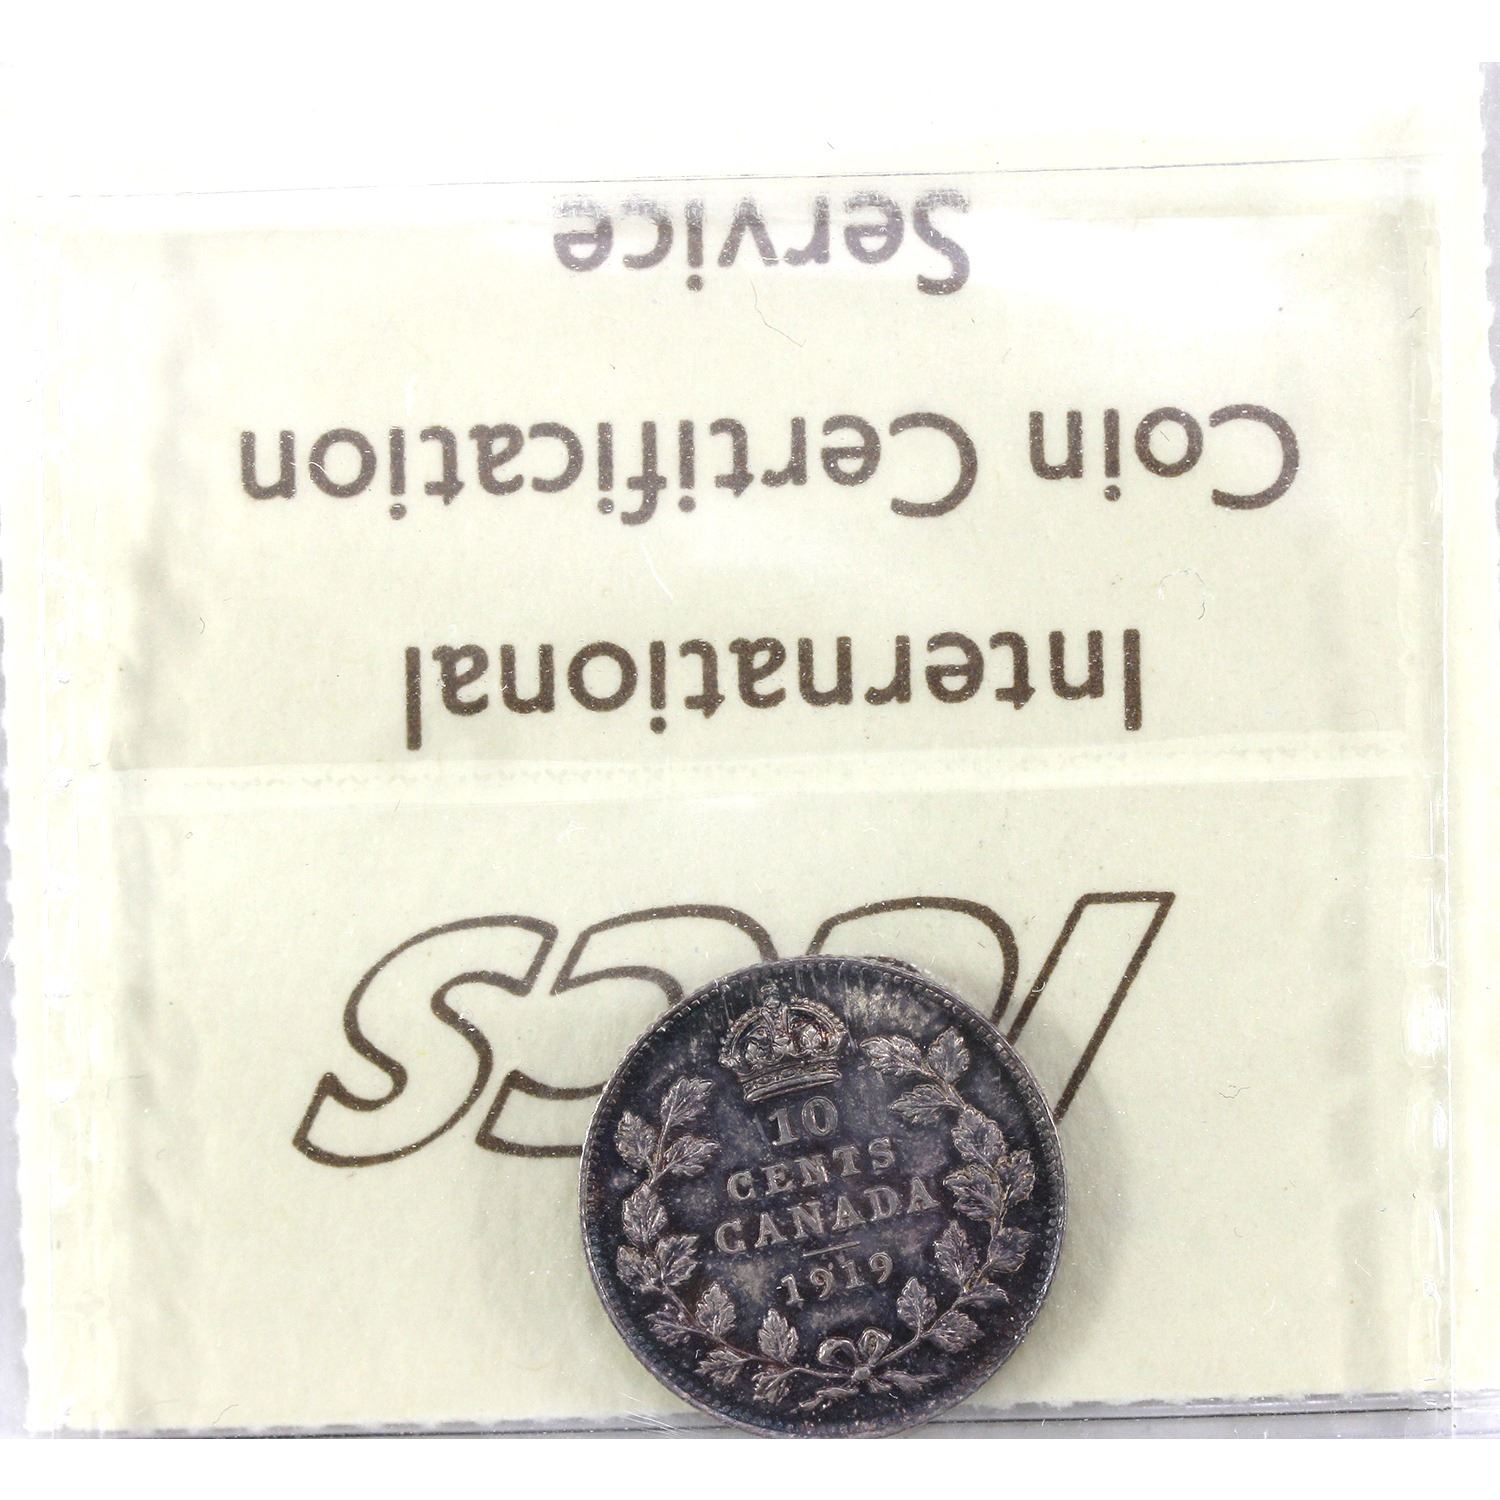 ICCS
International
Coin Certification
Service
10
CENTS
CANADA
1919